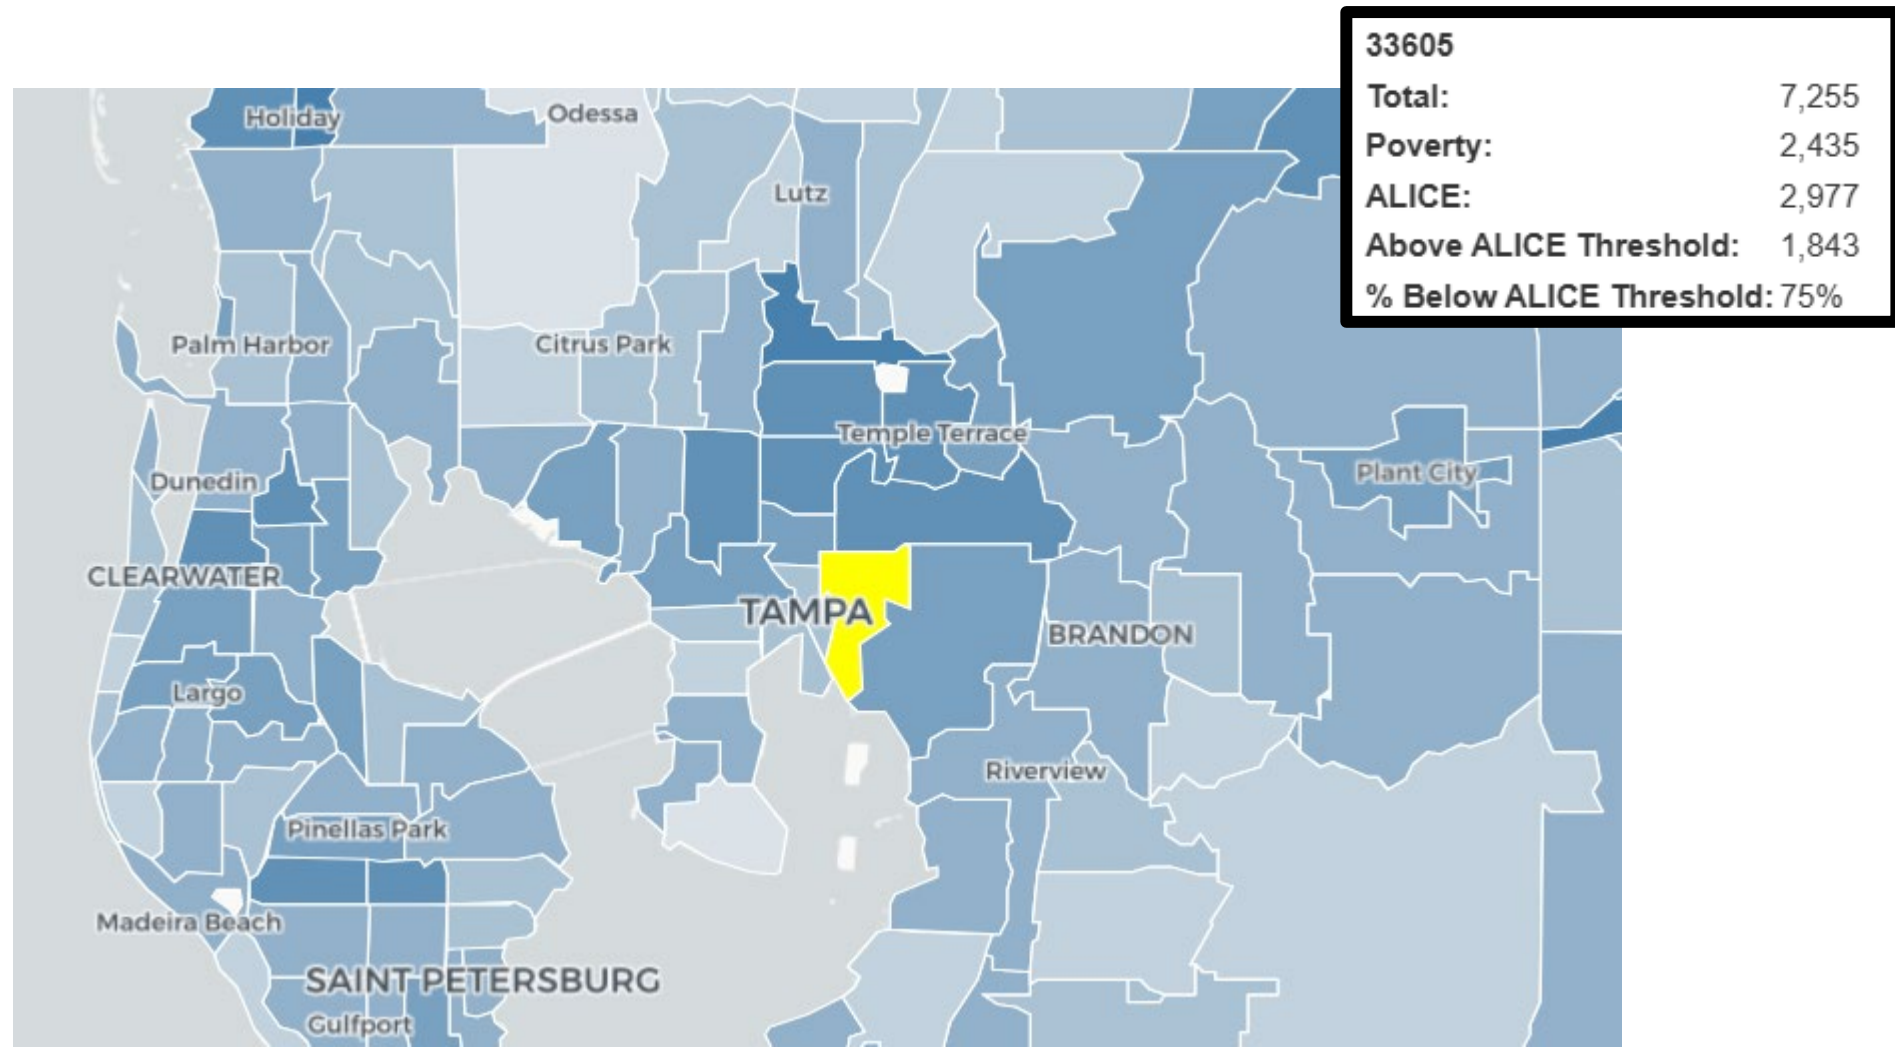 33605
Total: 7,255
Poverty: 2,435
ALICE: 2,977
Above ALICE Threshold: 1,843
% Below ALICE Threshold: 75%
Holiday
Odessa
Lutz
Palm Harbor
Citrus Park
Temple Terrace
Dunedin
Plant City
CLEARWATER
TAMPA
BRANDON
Largo
Riverview
Pinellas Park
Madeira Beach
SAINT PETERSBURG
Gulfport